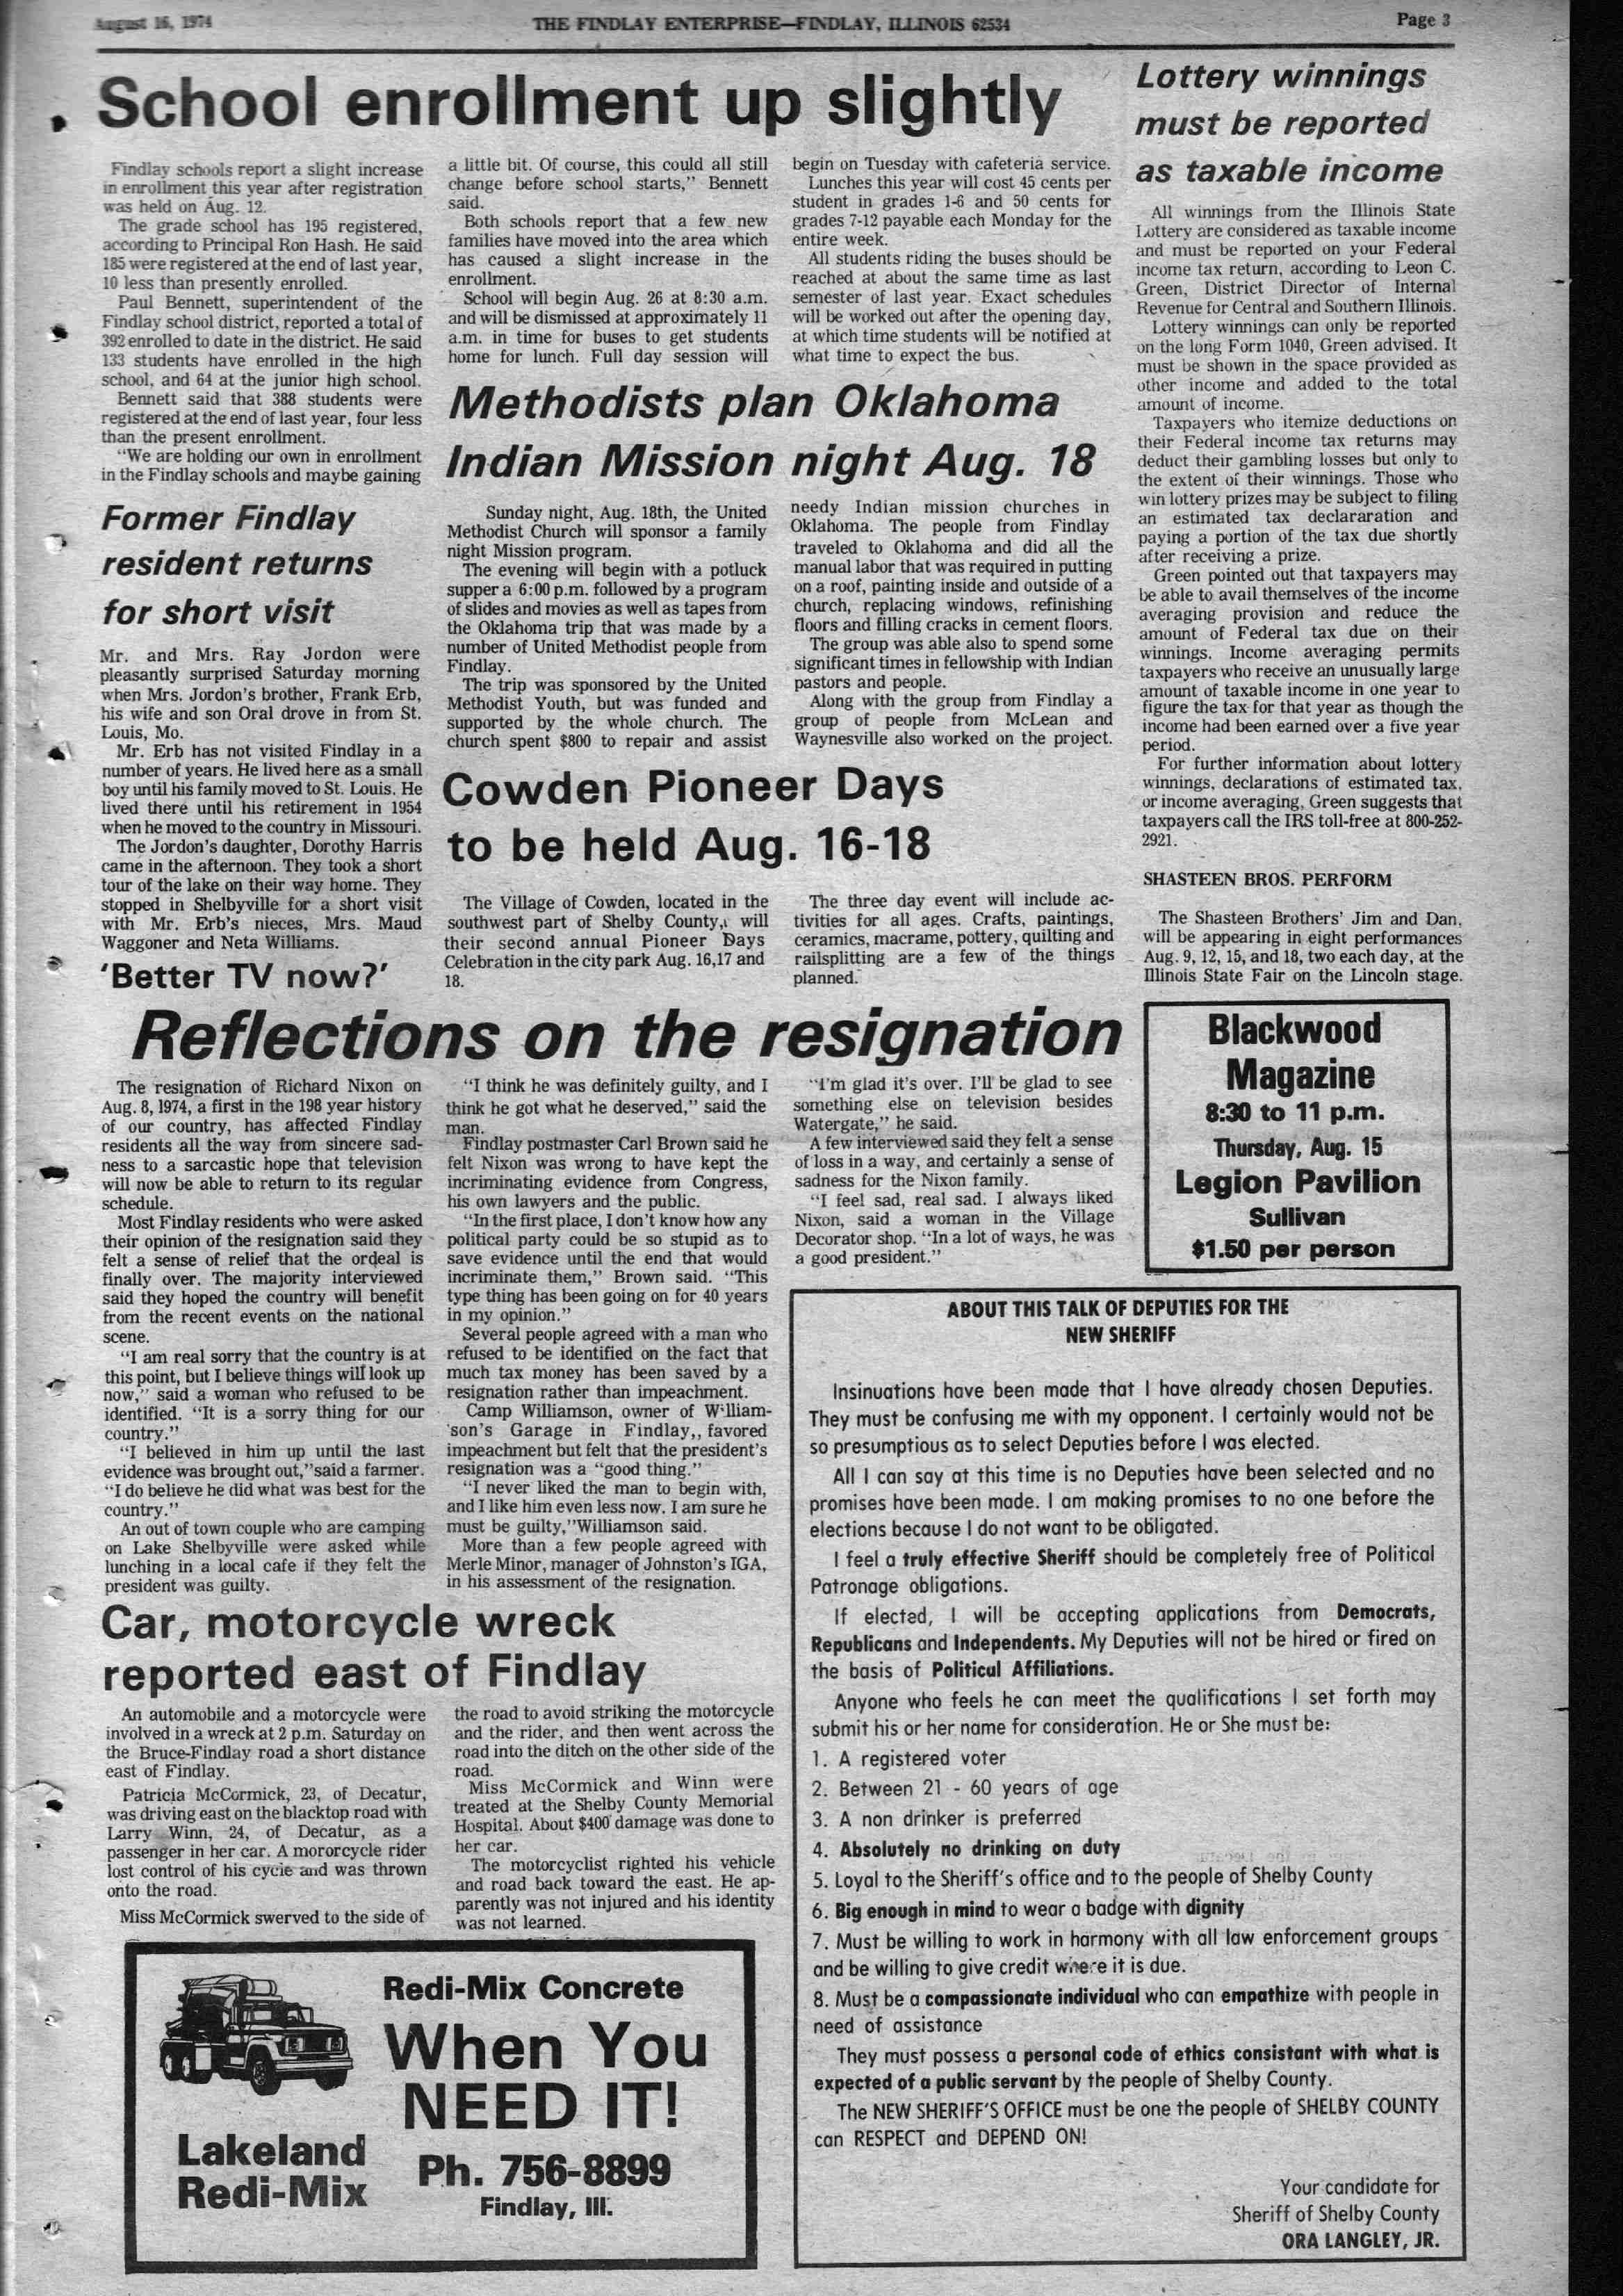 August 16, 1974
THE FINDLAY ENTERPRISE—FINDLAY, ILLINOIS 62534
Page 3
School enrollment up slightly
Findlay schools report a slight increase
in enrollment this year after registration
was held on Aug. 12.
The grade school has 195 registered,
according to Principal Ron Hash. He said
185 were registered at the end of last year,
10 less than presently enrolled.
Paul Bennett, superintendent of the
Findlay school district, reported a total of
392 enrolled to date in the district. He said
133 students have enrolled in the high
school, and 64 at the junior high school.
Bennett said that 388 students were
registered at the end of last year, four less
than the present enrollment.
"We are holding our own in enrollment
in the Findlay schools and maybe gaining
a little bit. Of course, this could all still
change before school starts," Bennett
said.
Both schools report that a few new
families have moved into the area which
has caused a slight increase in the
enrollment.
School will begin Aug. 26 at 8:30 a.m.
and will be dismissed at approximately 11
a.m. in time for buses to get students
home for lunch. Full day session will
begin on Tuesday with cafeteria service.
Lunches this year will cost 45 cents per
student in grades 1-6 and 50 cents for
grades 7-12 payable each Monday for the
entire week.
All students riding the buses should be
reached at about the same time as last
semester of last year. Exact schedules
will be worked out after the opening day,
at which time students will be notified at
what time to expect the bus.
Lottery winnings
must be reported
as taxable income
All winnings from the Illinois State
Lottery are considered as taxable income
and must be reported on your Federal
income tax return, according to Leon C.
Green, District Director of Internal
Revenue for Central and Southern Illinois.
Lottery winnings can only be reported
on the long Form 1040, Green advised. It
must be shown in the space provided as
other income and added to the total
amount of income.
Taxpayers who itemize deductions on
their Federal income tax returns may
deduct their gambling losses but only to
the extent of their winnings. Those who
win lottery prizes may be subject to filing
an estimated tax declararation and
paying a portion of the tax due shortly
after receiving a prize.
Green pointed out that taxpayers may
be able to avail themselves of the income
averaging provision and reduce the
amount of Federal tax due on their
winnings. Income averaging permits
taxpayers who receive an unusually large
amount of taxable income in one year to
figure the tax for that year as though the
income had been earned over a five year
period.
For further information about lottery
winnings, declarations of estimated tax,
or income averaging, Green suggests that
taxpayers call the IRS toll-free at 800-252-
2921.
SHASTEEN BROS. PERFORM
The Shasteen Brothers' Jim and Dan,
will be appearing in eight performances
Aug. 9, 12, 15, and 18, two each day, at the
Illinois State Fair on the Lincoln stage.
Methodists plan Oklahoma
Indian Mission night Aug. 18
Sunday night, Aug. 18th, the United
Methodist Church will sponsor a family
night Mission program.
The evening will begin with a potluck
supper a 6:00 p.m. followed by a program
of slides and movies as well as tapes from
the Oklahoma trip that was made by a
number of United Methodist people from
Findlay.
The trip was sponsored by the United
Methodist Youth, but was funded and
supported by the whole church. The
church spent $800 to repair and assist
needy Indian mission churches in
Oklahoma. The people from Findlay
traveled to Oklahoma and did all the
manual labor that was required in putting
on a roof, painting inside and outside of a
church, replacing windows, refinishing
floors and filling cracks in cement floors.
The group was able also to spend some
significant times in fellowship with Indian
pastors and people.
Along with the group from Findlay a
group of people from McLean and
Waynesville also worked on the project.
Former Findlay
resident returns
for short visit
Mr. and Mrs. Ray Jordon were
pleasantly surprised Saturday morning
when Mrs. Jordon's brother, Frank Erb,
his wife and son Oral drove in from St.
Louis, Mo.
Mr. Erb has not visited Findlay in a
number of years. He lived here as a small
boy until his family moved to St. Louis. He
lived there until his retirement in 1954
when he moved to the country in Missouri.
The Jordon's daughter, Dorothy Harris
came in the afternoon. They took a short
tour of the lake on their way home. They
stopped in Shelbyville for a short visit
with Mr. Erb's nieces, Mrs. Maud
Waggoner and Neta Williams.
Cowden Pioneer Days
to be held Aug. 16-18
The Village of Cowden, located in the
southwest part of Shelby County, will
their second annual Pioneer Days
Celebration in the city park Aug. 16,17 and
18.
The three day event will include ac-
tivities for all ages. Crafts, paintings,
ceramics, macrame, pottery, quilting and
railsplitting are a few of the things
planned.
'Better TV now?'
Reflections on the resignation
The resignation of Richard Nixon on
Aug. 8, 1974, a first in the 198 year history
of our country, has affected Findlay
residents all the way from sincere sad-
ness to a sarcastic hope that television
will now be able to return to its regular
schedule.
Most Findlay residents who were asked
their opinion of the resignation said they
felt a sense of relief that the ordeal is
finally over. The majority interviewed
said they hoped the country will benefit
from the recent events on the national
scene.
"I am real sorry that the country is at
this point, but I believe things will look up
now," said a woman who refused to be
identified. "It is a sorry thing for our
country."
"I believed in him up until the last
evidence was brought out,"said a farmer.
"I do believe he did what was best for the
country."
An out of town couple who are camping
on Lake Shelbyville were asked while
lunching in a local cafe if they felt the
president was guilty.
"I think he was definitely guilty, and I
think he got what he deserved," said the
man.
Findlay postmaster Carl Brown said he
felt Nixon was wrong to have kept the
incriminating evidence from Congress,
his own lawyers and the public.
"In the first place, I don't know how any
political party could be so stupid as to
save evidence until the end that would
incriminate them," Brown said. "This
type thing has been going on for 40 years
in my opinion."
Several people agreed with a man who
refused to be identified on the fact that
much tax money has been saved by a
resignation rather than impeachment.
Camp Williamson, owner of William-
son's Garage in Findlay,, favored
impeachment but felt that the president's
resignation was a "good thing."
"I never liked the man to begin with,
and I like him even less now. I am sure he
must be guilty,"Williamson said.
More than a few people agreed with
Merle Minor, manager of Johnston's IGA,
in his assessment of the resignation.
"I'm glad it's over. I'll be glad to see
something else on television besides
Watergate," he said.
A few interviewed said they felt a sense
of loss in a way, and certainly a sense of
sadness for the Nixon family.
"I feel sad, real sad. I always liked
Nixon, said a woman in the Village
Decorator shop. "In a lot of ways, he was
a good president."
Blackwood
Magazine
8:30 to 11 p.m.
Thursday, Aug. 15
Legion Pavilion
Sullivan
$1.50 per person
Car, motorcycle wreck
reported east of Findlay
An automobile and a motorcycle were
involved in a wreck at 2 p.m. Saturday on
the Bruce-Findlay road a short distance
east of Findlay.
Patricia McCormick, 23, of Decatur,
was driving east on the blacktop road with
Larry Winn, 24, of Decatur, as a
passenger in her car. A mororcycle rider
lost control of his cycle and was thrown
onto the road.
Miss McCormick swerved to the side of
the road to avoid striking the motorcycle
and the rider, and then went across the
road into the ditch on the other side of the
road.
Miss McCormick and Winn were
treated at the Shelby County Memorial
Hospital. About $400 damage was done to
her car.
The motorcyclist righted his vehicle
and road back toward the east. He ap-
parently was not injured and his identity
was not learned.
Redi-Mix Concrete
When You
NEED IT!
Lakeland
Redi-Mix
Ph. 756-8899
Findlay, Ill.
ABOUT THIS TALK OF DEPUTIES FOR THE
NEW SHERIFF
Insinuations have been made that I have already chosen Deputies.
They must be confusing me with my opponent. I certainly would not be
so presumptious as to select Deputies before I was elected.
All I can say at this time is no Deputies have been selected and no
promises have been made. I am making promises to no one before the
elections because I do not want to be obligated.
I feel a truly effective Sheriff should be completely free of Political
Patronage obligations.
If elected, I will be accepting applications from Democrats,
Republicans and Independents. My Deputies will not be hired or fired on
the basis of Political Affiliations.
Anyone who feels he can meet the qualifications I set forth may
submit his or her name for consideration. He or She must be:
1. A registered voter
2. Between 21 - 60 years of age
3. A non drinker is preferred
4. Absolutely no drinking on duty
5. Loyal to the Sheriff's office and to the people of Shelby County
6. Big enough in mind to wear a badge with dignity
7. Must be willing to work in harmony with all law enforcement groups
and be willing to give credit where it is due.
8. Must be a compassionate individual who can empathize with people in
need of assistance
They must possess a personal code of ethics consistant with what is
expected of a public servant by the people of Shelby County.
The NEW SHERIFF'S OFFICE must be one the people of SHELBY COUNTY
can RESPECT and DEPEND ON!
Your candidate for
Sheriff of Shelby County
ORA LANGLEY, JR.